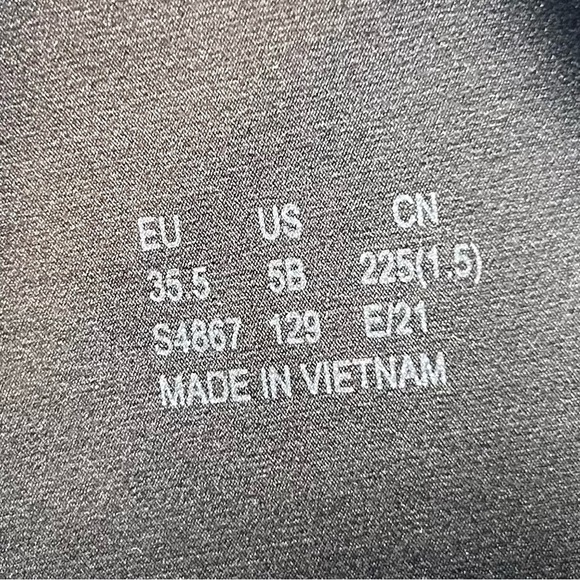 EU US CN
35.5 5B 225(1.5)
S4867 129 E/21
MADE IN VIETNAM